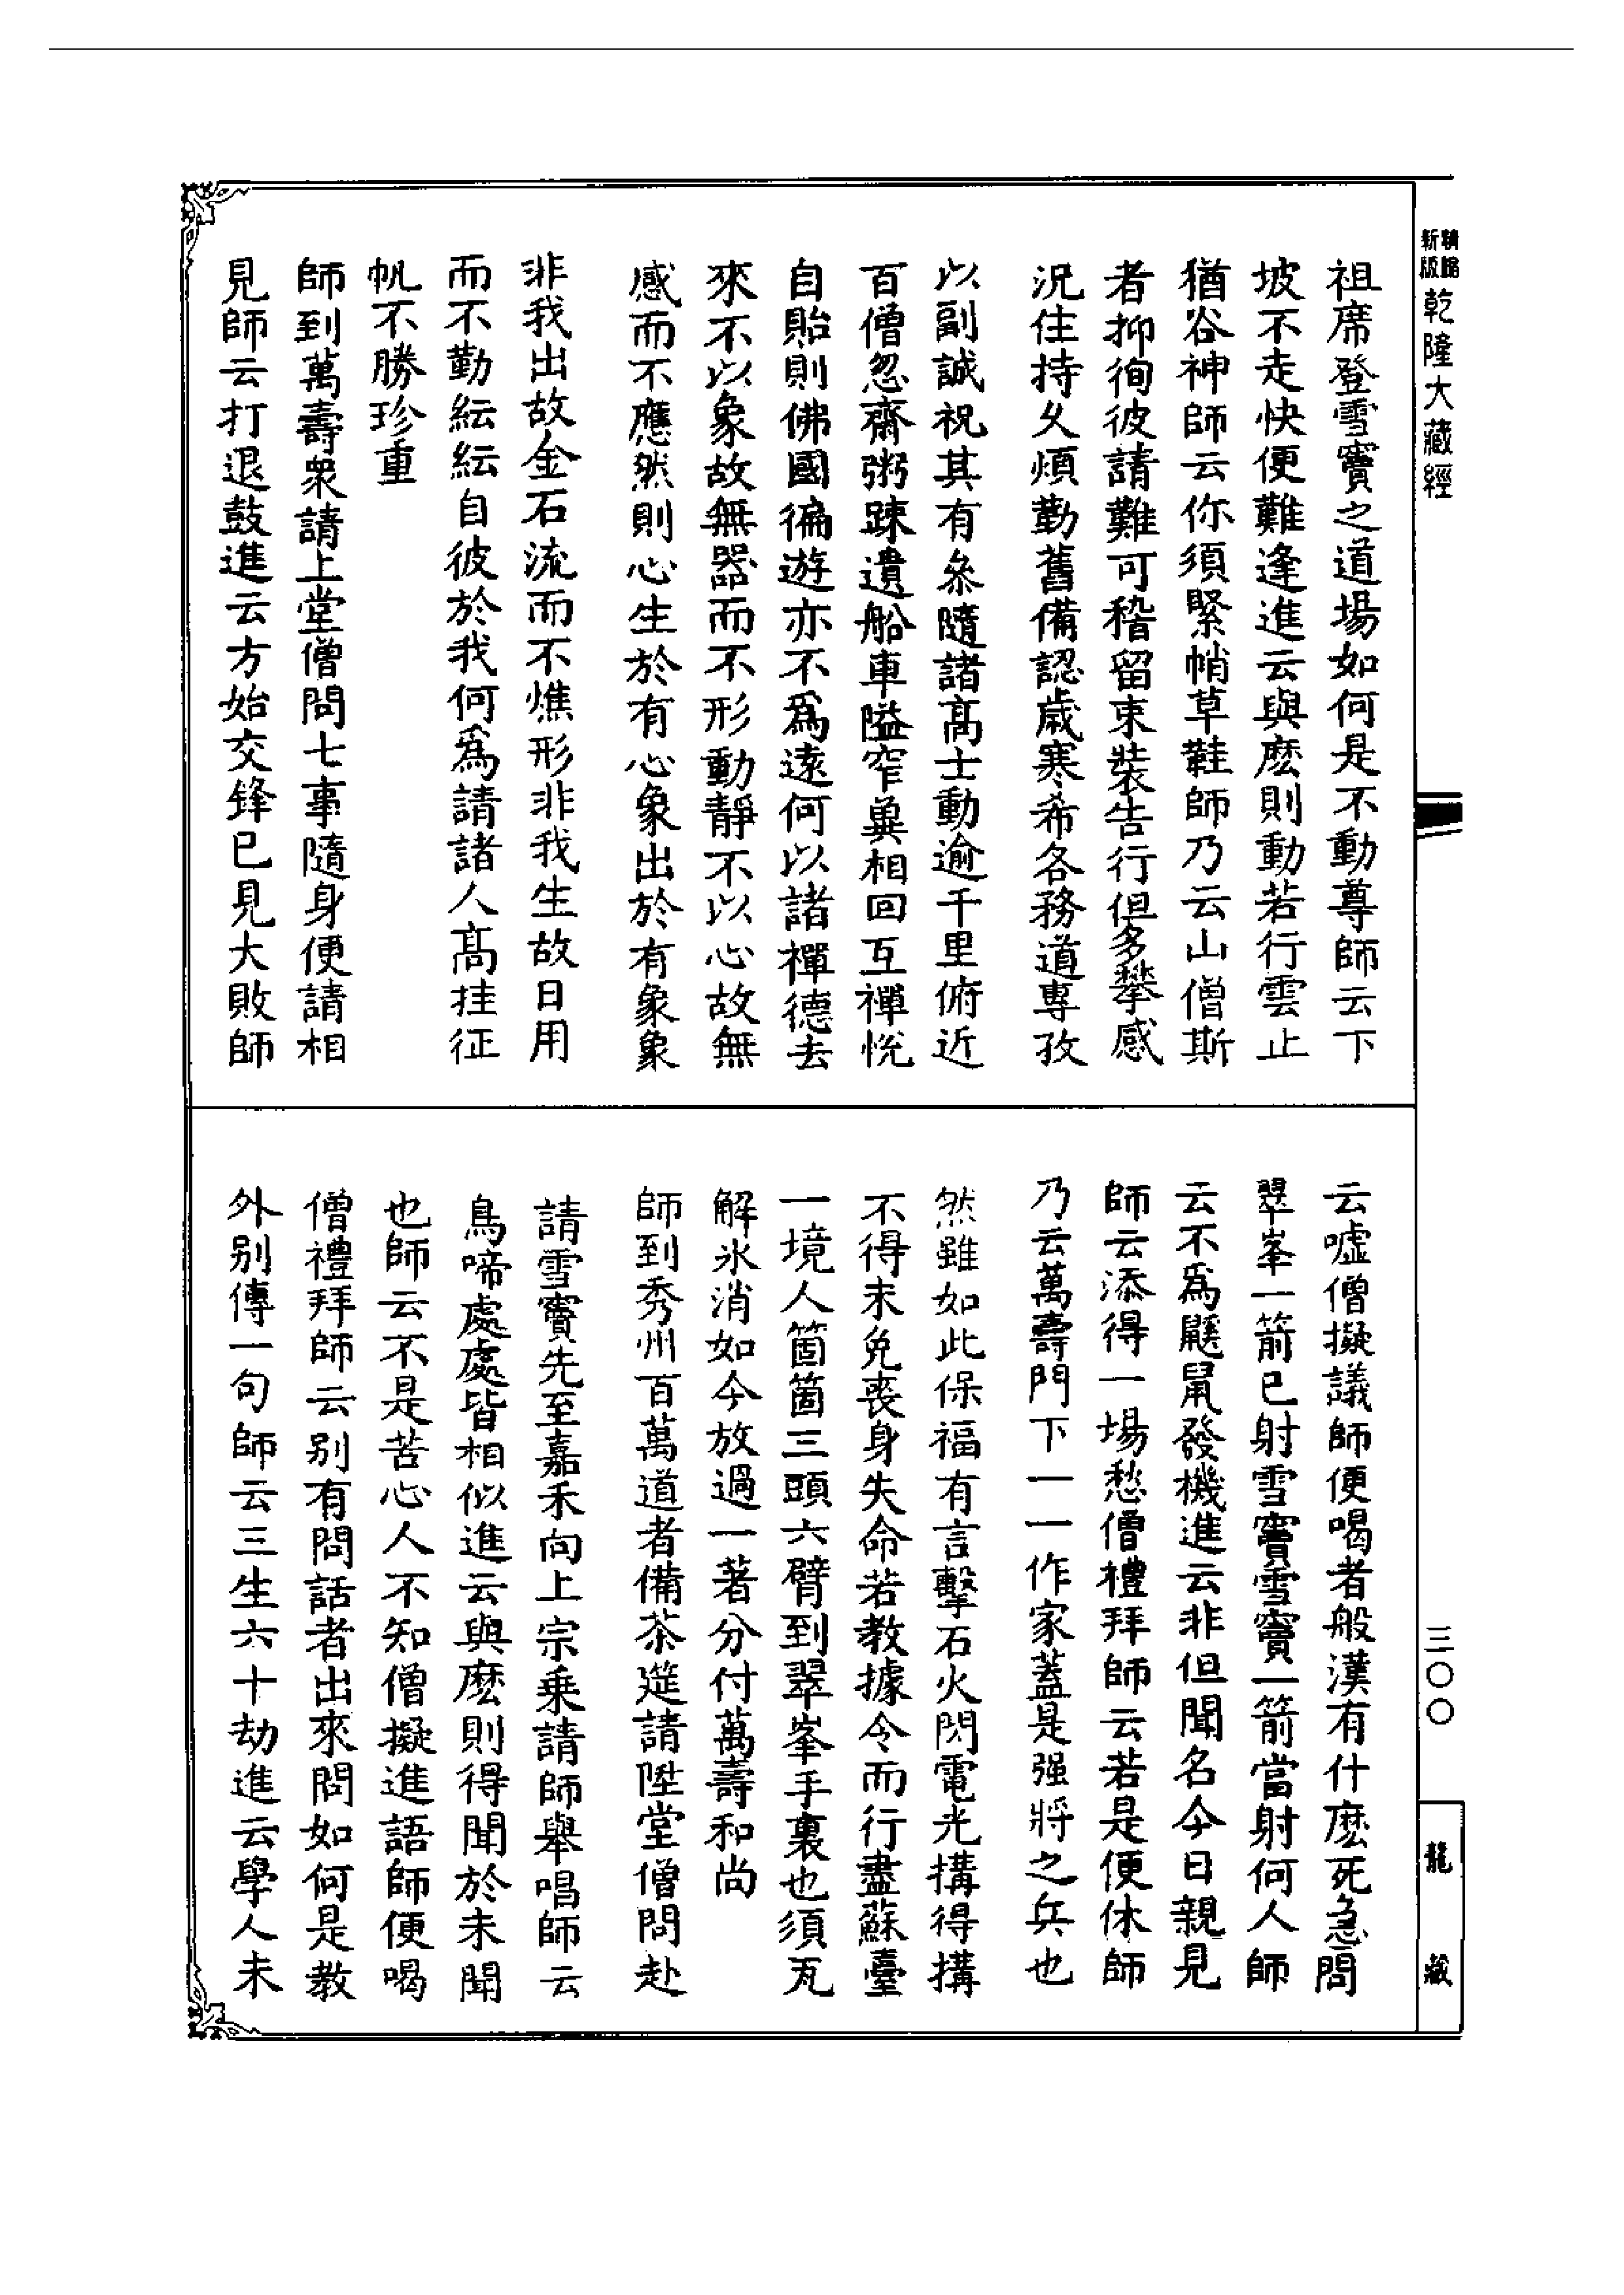 精縮
新版
乾隆大藏經
三〇〇
龍藏
祖席登雪竇之道場如何是不動尊師云下
坡不走快便難逢進云與麽則動若行雲止
猶谷神師云你須緊帩草鞋師乃云山僧斯
者抑徇彼請難可稽留束裝告行但多攀感
況住持久煩勤舊備認歲寒希各務道專孜
以副誠祝其有叅隨諸髙士動逾千里俯近
百僧忽齋粥踈遺船車隘窄奠相回互禪悅
自貽則佛國徧遊亦不爲遠何以諸禪德去
來不以象故無器而不形動靜不以心故無
感而不應然則心生於有心象出於有象象
非我出故金石流而不燋形非我生故日用
而不勤紜紜自彼於我何爲請諸人髙挂征
帆不勝珍重
師到萬壽衆請上堂僧問七事隨身便請相
見師云打退鼓進云方始交鋒已見大敗師
云噓僧擬議師便喝者般漢有什麽死急問
翠峯一箭已射雪竇雪竇一箭當射何人師
云不爲鼷鼠發機進云非但聞名今日親見
師云添得一場愁僧禮拜師云若是便休師
乃云萬壽門下一一作家蓋是强將之兵也
然雖如此保福有言擊石火閃電光搆得搆
不得未免喪身失命若教據令而行盡蘇臺
一境人箇箇三頭六臂到翠峯手裏也須瓦
解氷消如今放過一著分付萬壽和尚
師到秀州百萬道者備茶筵請陞堂僧問赴
請雪竇先至嘉禾向上宗乗請師舉唱師云
鳥啼處處皆相似進云與麽則得聞於未聞
也師云不是苦心人不知僧擬進語師便喝
僧禮拜師云别有問話者出來問如何是教
外别傳一句師云三生六十劫進云學人未